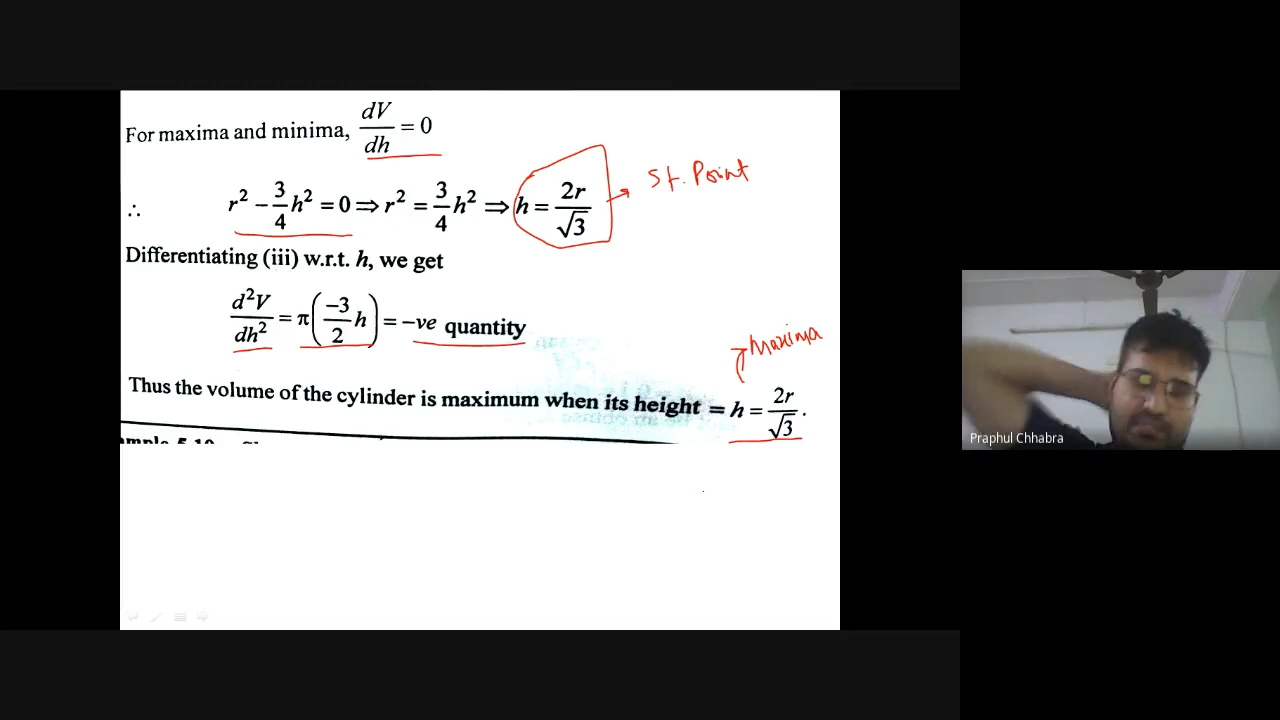 For maxima and minima, dV/dh = 0
∴ r² − 3/4 h² = 0 ⇒ r² = 3/4 h² ⇒ h = 2r/√3 → St. Point
Differentiating (iii) w.r.t. h, we get
d²V/dh² = π(−3/2 h) = −ve quantity
Maxima
Thus the volume of the cylinder is maximum when its height = h = 2r/√3.
Praphul Chhabra